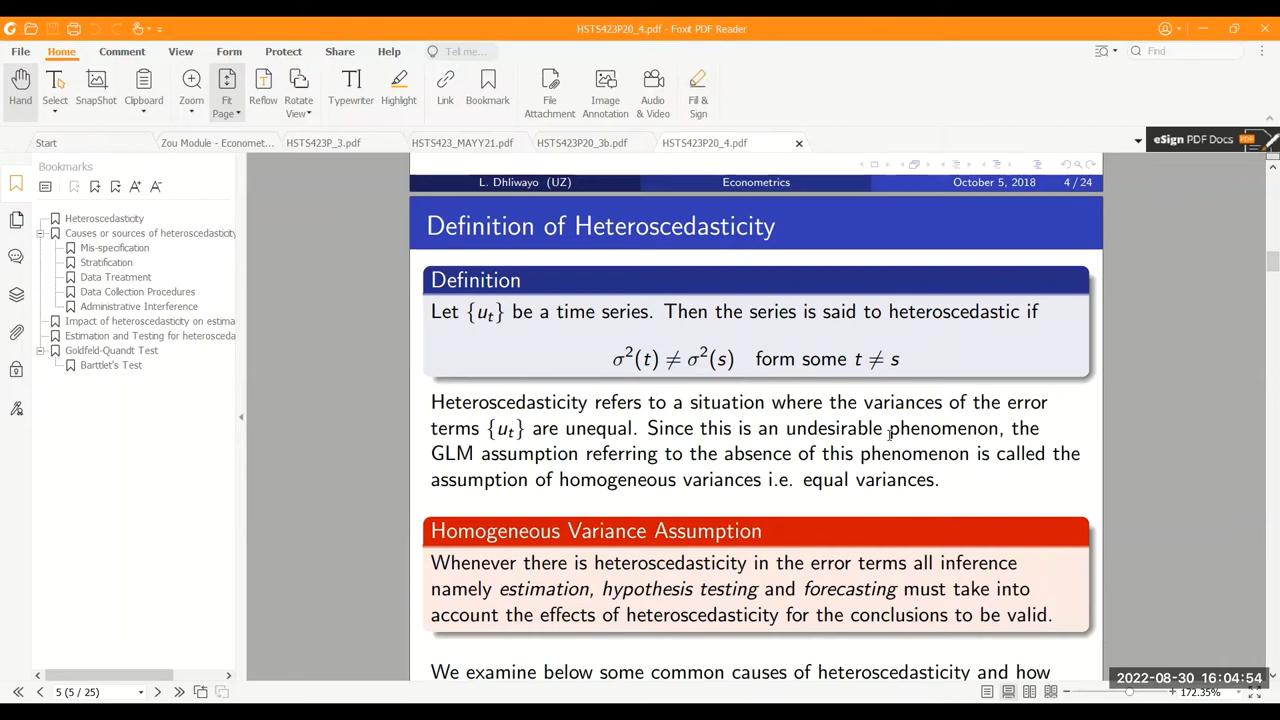 HSTS423P20_4.pdf - Foxit PDF Reader
File Home Comment View Form Protect Share Help Tell me... Find
Hand Select SnapShot Clipboard Zoom Fit Page Reflow Rotate View Typewriter Highlight Link Bookmark File Attachment Image Annotation Audio & Video Fill & Sign
Start Zou Module - Economet... HSTS423P_3.pdf HSTS423_MAYY21.pdf HSTS423P20_3b.pdf HSTS423P20_4.pdf eSign PDF Docs
Bookmarks
Heteroscedasticity
Causes or sources of heteroscedasticity
Mis-specification
Stratification
Data Treatment
Data Collection Procedures
Administrative Interference
Impact of heteroscedasticity on estima
Estimation and Testing for heterosceda
Goldfeld-Quandt Test
Barttlet's Test
L. Dhliwayo (UZ) Econometrics October 5, 2018 4 / 24
Definition of Heteroscedasticity
Definition
Let {uₜ} be a time series. Then the series is said to heteroscedastic if
σ²(t) ≠ σ²(s) form some t ≠ s
Heteroscedasticity refers to a situation where the variances of the error
terms {uₜ} are unequal. Since this is an undesirable phenomenon, the
GLM assumption referring to the absence of this phenomenon is called the
assumption of homogeneous variances i.e. equal variances.
Homogeneous Variance Assumption
Whenever there is heteroscedasticity in the error terms all inference
namely estimation, hypothesis testing and forecasting must take into
account the effects of heteroscedasticity for the conclusions to be valid.
We examine below some common causes of heteroscedasticity and how
5 (5 / 25)
2022-08-30 16:04:54
172.35%